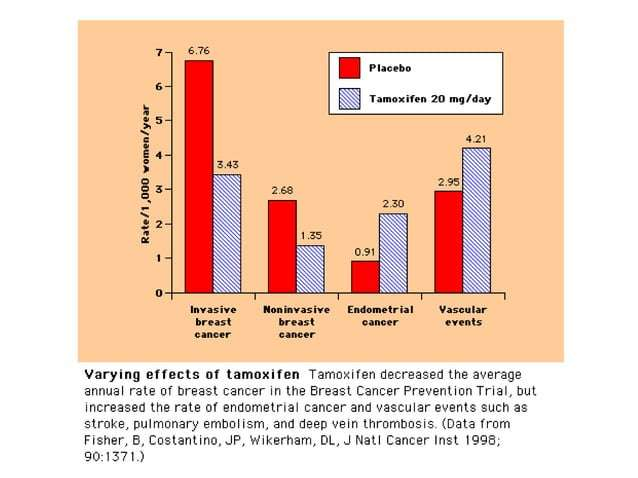 7
6
5
4
3
2
1
0
Rate/1,000 women/year
6.76
3.43
2.68
1.35
0.91
2.30
2.95
4.21
Placebo
Tamoxifen 20 mg/day
Invasive
breast
cancer
Noninvasive
breast
cancer
Endometrial
cancer
Vascular
events
Varying effects of tamoxifen Tamoxifen decreased the average
annual rate of breast cancer in the Breast Cancer Prevention Trial, but
increased the rate of endometrial cancer and vascular events such as
stroke, pulmonary embolism, and deep vein thrombosis. (Data from
Fisher, B, Costantino, JP, Wikerham, DL, J Natl Cancer Inst 1998;
90:1371.)